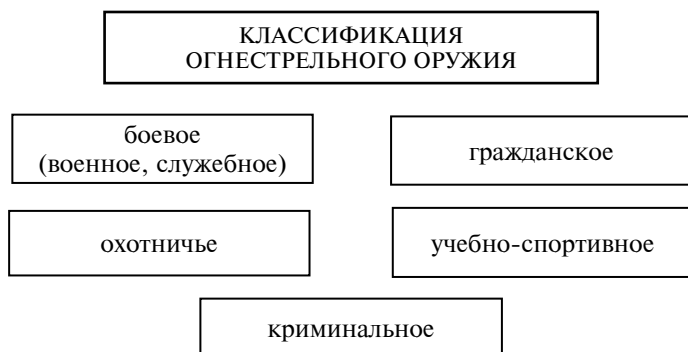 КЛАССИФИКАЦИЯ
ОГНЕСТРЕЛЬНОГО ОРУЖИЯ
боевое
(военное, служебное)
гражданское
охотничье
учебно-спортивное
криминальное